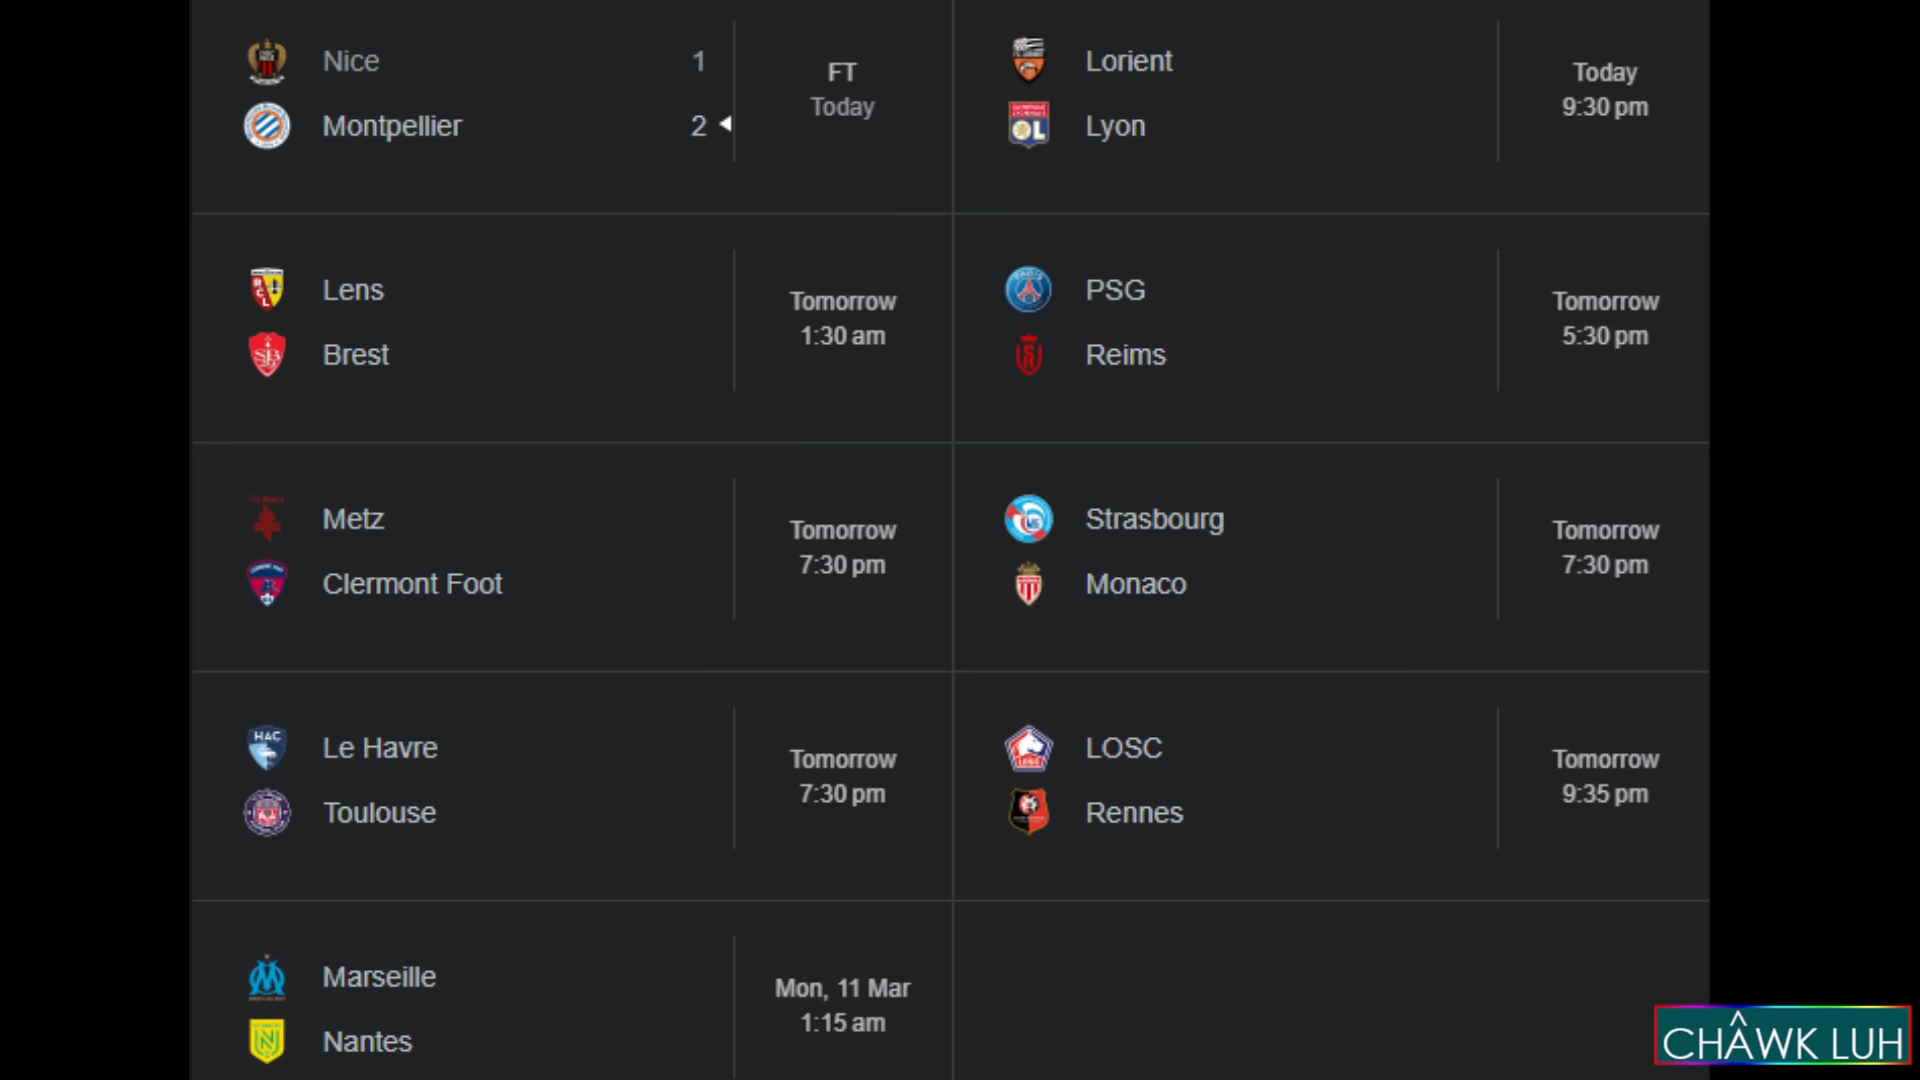 Nice 1
Montpellier 2
FT
Today
Lorient
Lyon
Today
9:30 pm
Lens
Brest
Tomorrow
1:30 am
PSG
Reims
Tomorrow
5:30 pm
Metz
Clermont Foot
Tomorrow
7:30 pm
Strasbourg
Monaco
Tomorrow
7:30 pm
HAC
Le Havre
Toulouse
Tomorrow
7:30 pm
LOSC
Rennes
Tomorrow
9:35 pm
Marseille
Nantes
Mon, 11 Mar
1:15 am
CHÂWK LUH